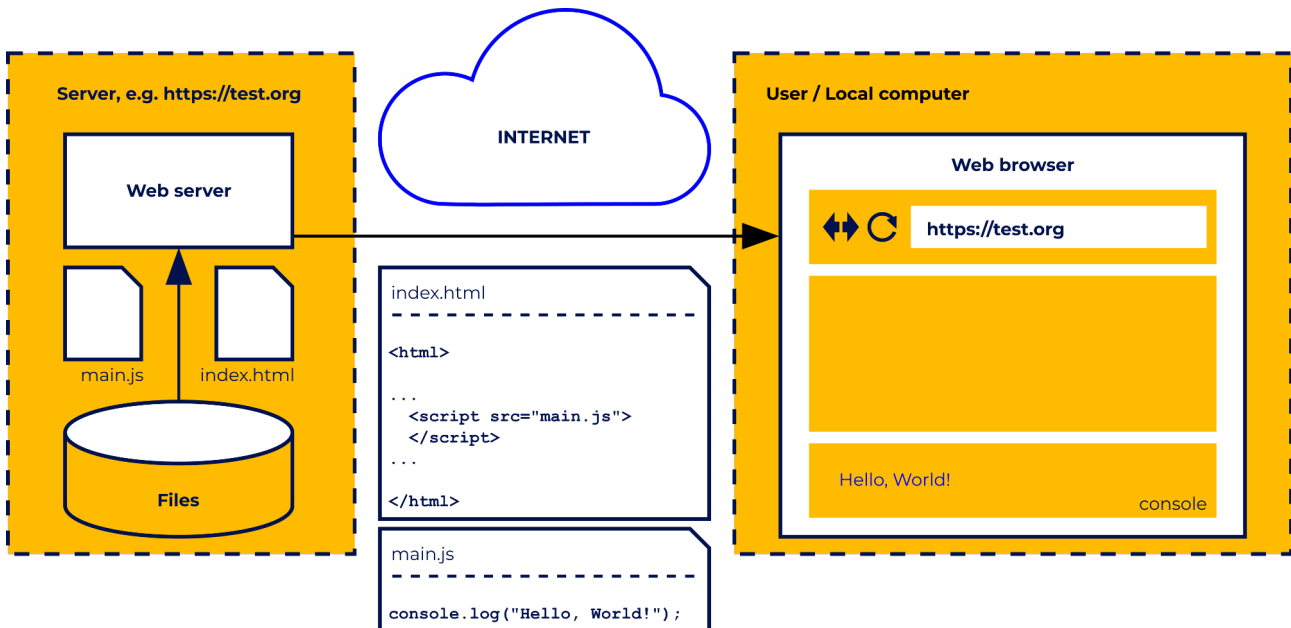 Server, e.g. https://test.org
Web server
main.js
index.html
Files
INTERNET
index.html
<html>
...
<script src="main.js">
</script>
...
</html>
main.js
console.log("Hello, World!");
User / Local computer
Web browser
https://test.org
Hello, World!
console